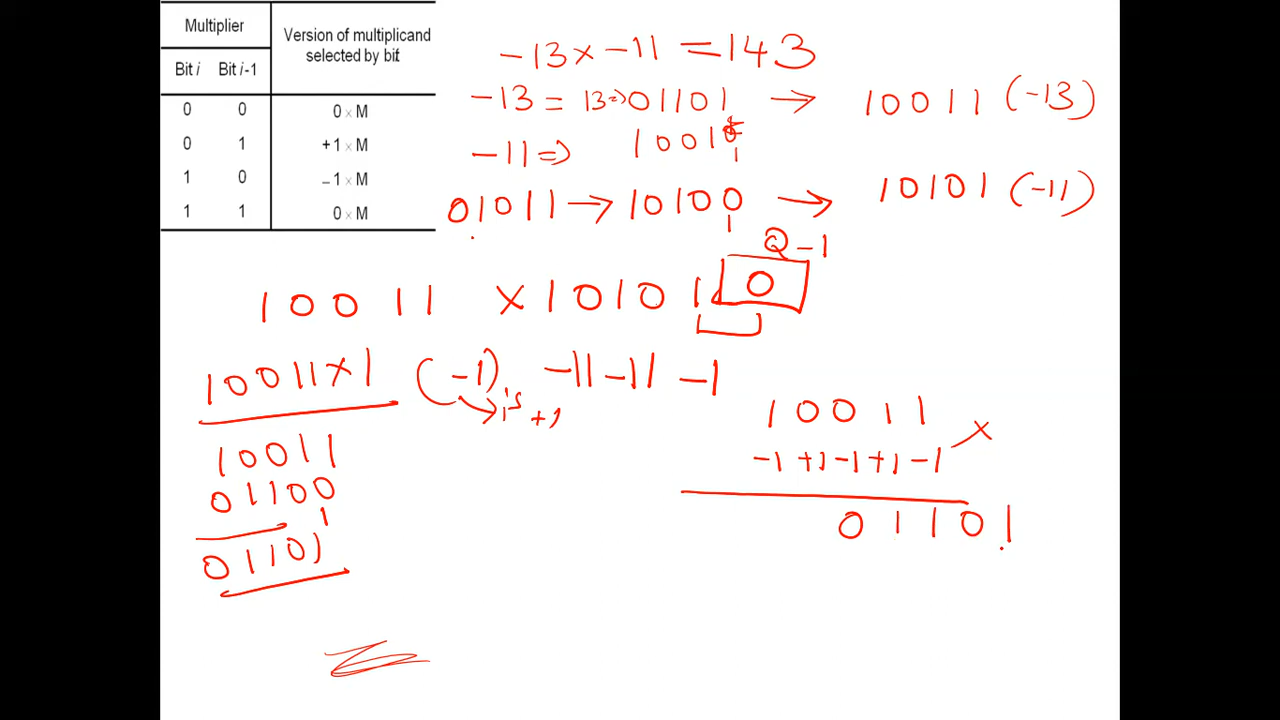 Multiplier
Version of multiplicand
selected by bit
Bit i Bit i-1
0 0 0 × M
0 1 +1 × M
1 0 −1 × M
1 1 0 × M
-13 x -11 = 143
-13 = 13 => 01101 → 10011 (-13)
10010
1
-11 =>
01011 → 10100 → 10101 (-11)
1
Q-1
10011 x 10101 0
10011 x 1 (-1) -11 -11 -1
1's +1
10011
01100
1
01101
10011 x
-1 +1 -1 +1 -1
01101